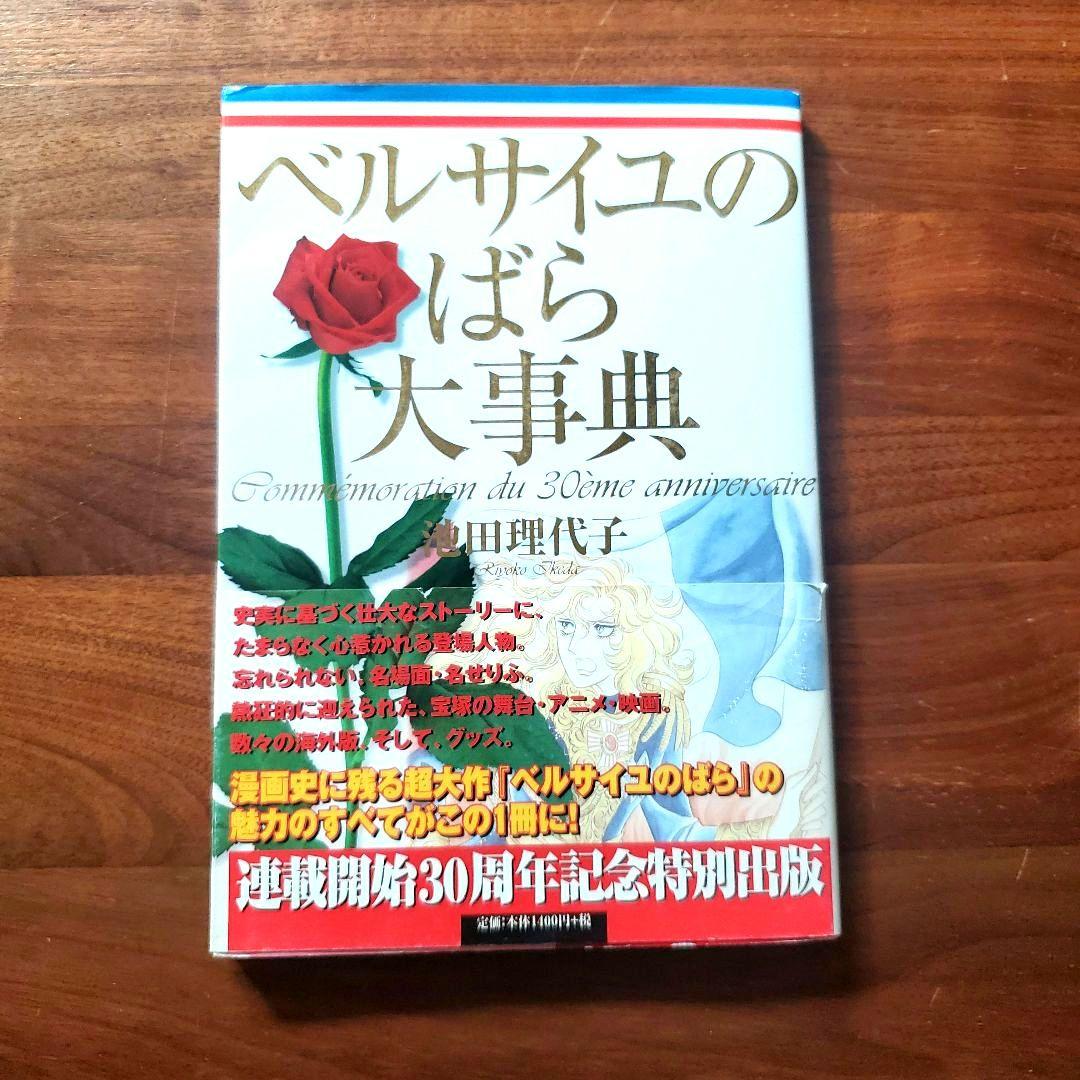 ベルサイユの
ばら
大事典
Commémoration du 30ème anniversaire
池田理代子
Riyoko Ikeda
史実に基づく壮大なストーリーに、
たまらなく心惹かれる登場人物。
忘れられない、名場面・名せりふ。
熱狂的に迎えられた、宝塚の舞台・アニメ・映画。
数々の海外版、そして、グッズ。
漫画史に残る超大作『ベルサイユのばら』の
魅力のすべてがこの1冊に!
連載開始30周年記念特別出版
定価:本体1400円+税